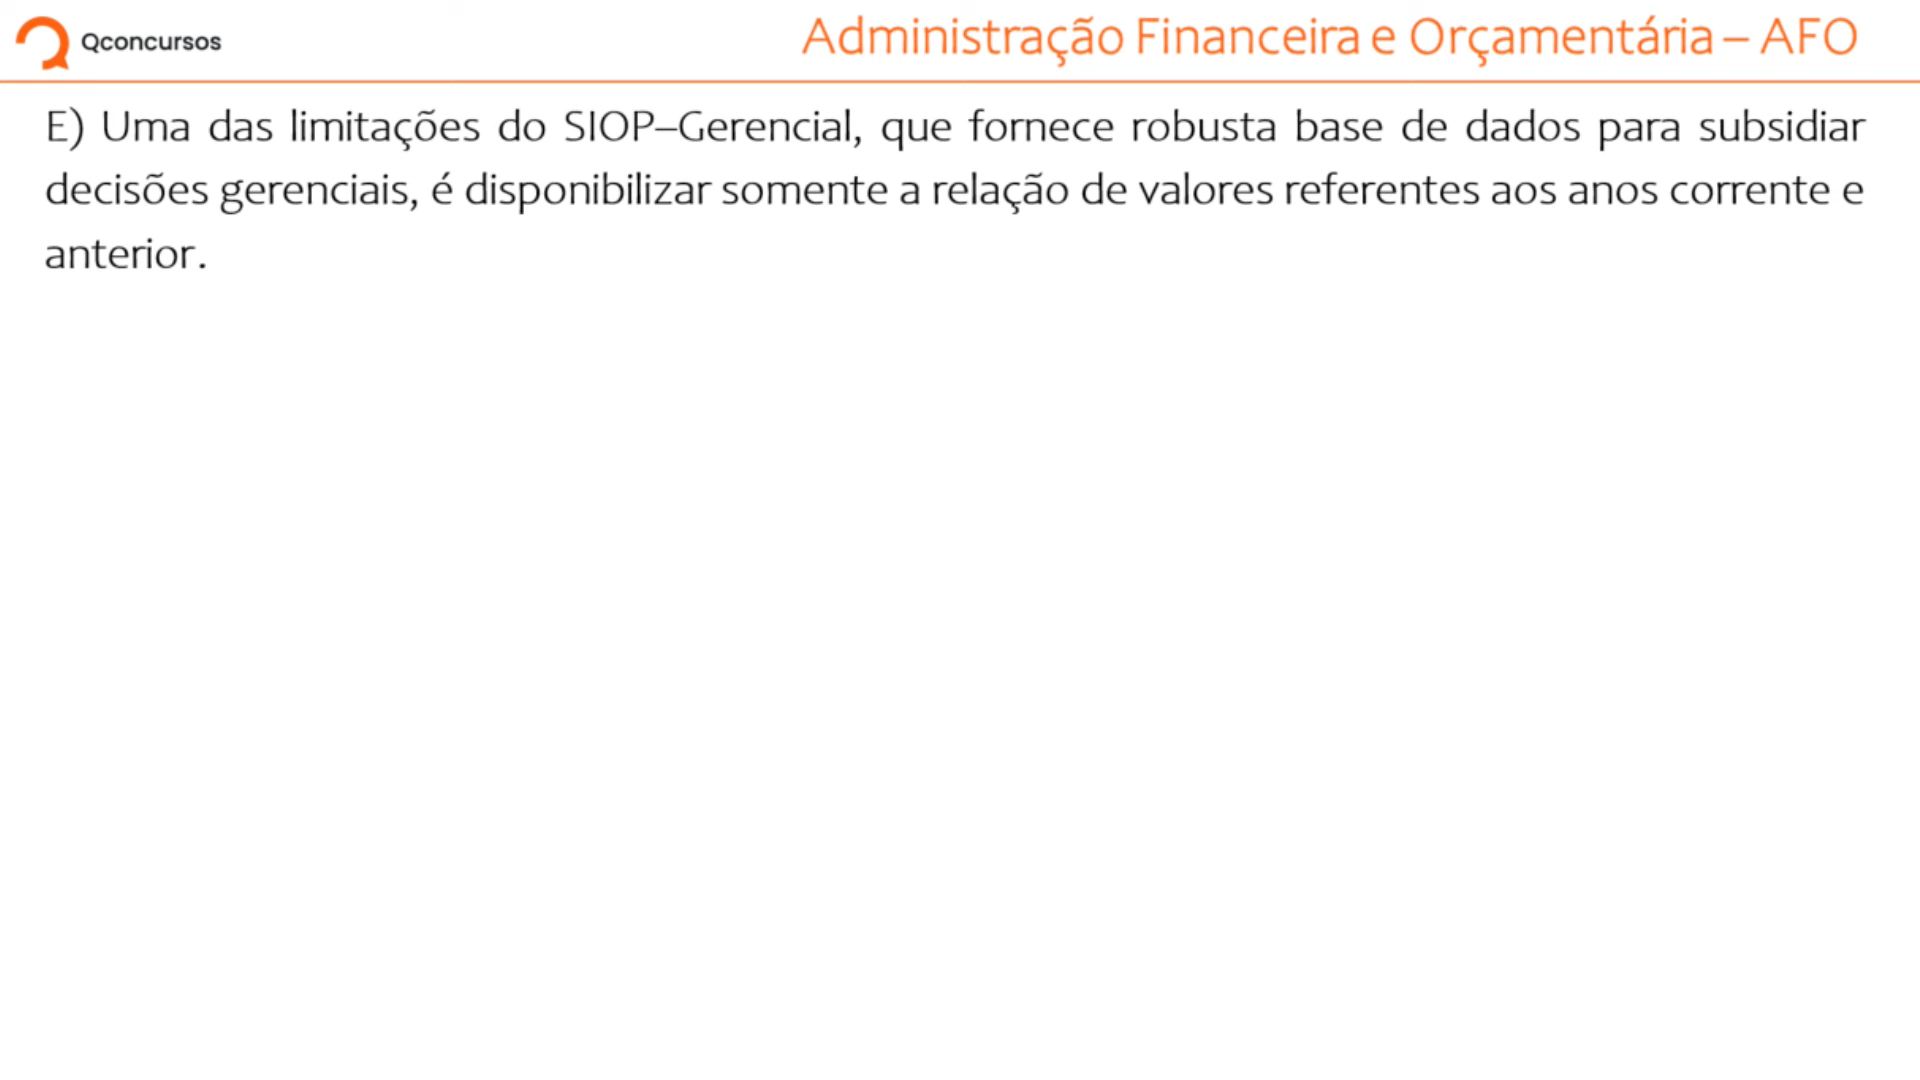 Qconcursos
Administração Financeira e Orçamentária – AFO
E) Uma das limitações do SIOP–Gerencial, que fornece robusta base de dados para subsidiar
decisões gerenciais, é disponibilizar somente a relação de valores referentes aos anos corrente e
anterior.